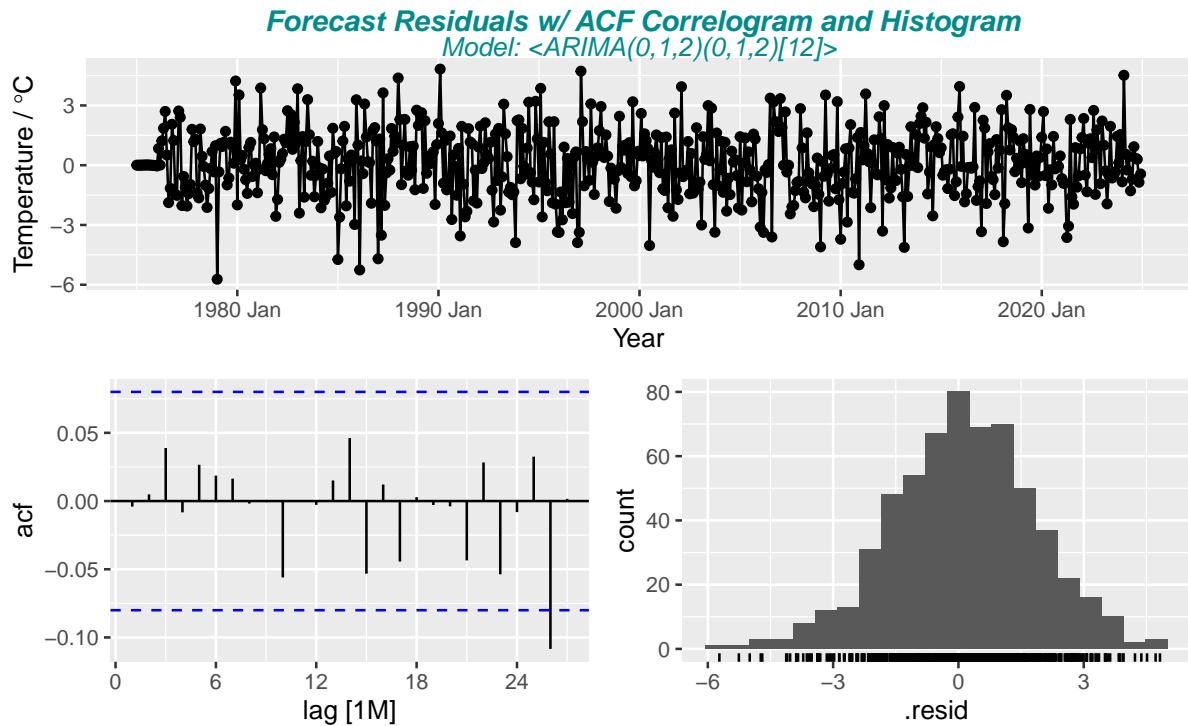 Forecast Residuals w/ ACF Correlogram and Histogram
Model: <ARIMA(0,1,2)(0,1,2)[12]>
Temperature / °C
3
0
−3
−6
1980 Jan
1990 Jan
2000 Jan
2010 Jan
2020 Jan
Year
acf
0.05
0.00
−0.05
−0.10
0
6
12
18
24
lag [1M]
count
80
60
40
20
0
−6
−3
0
3
.resid